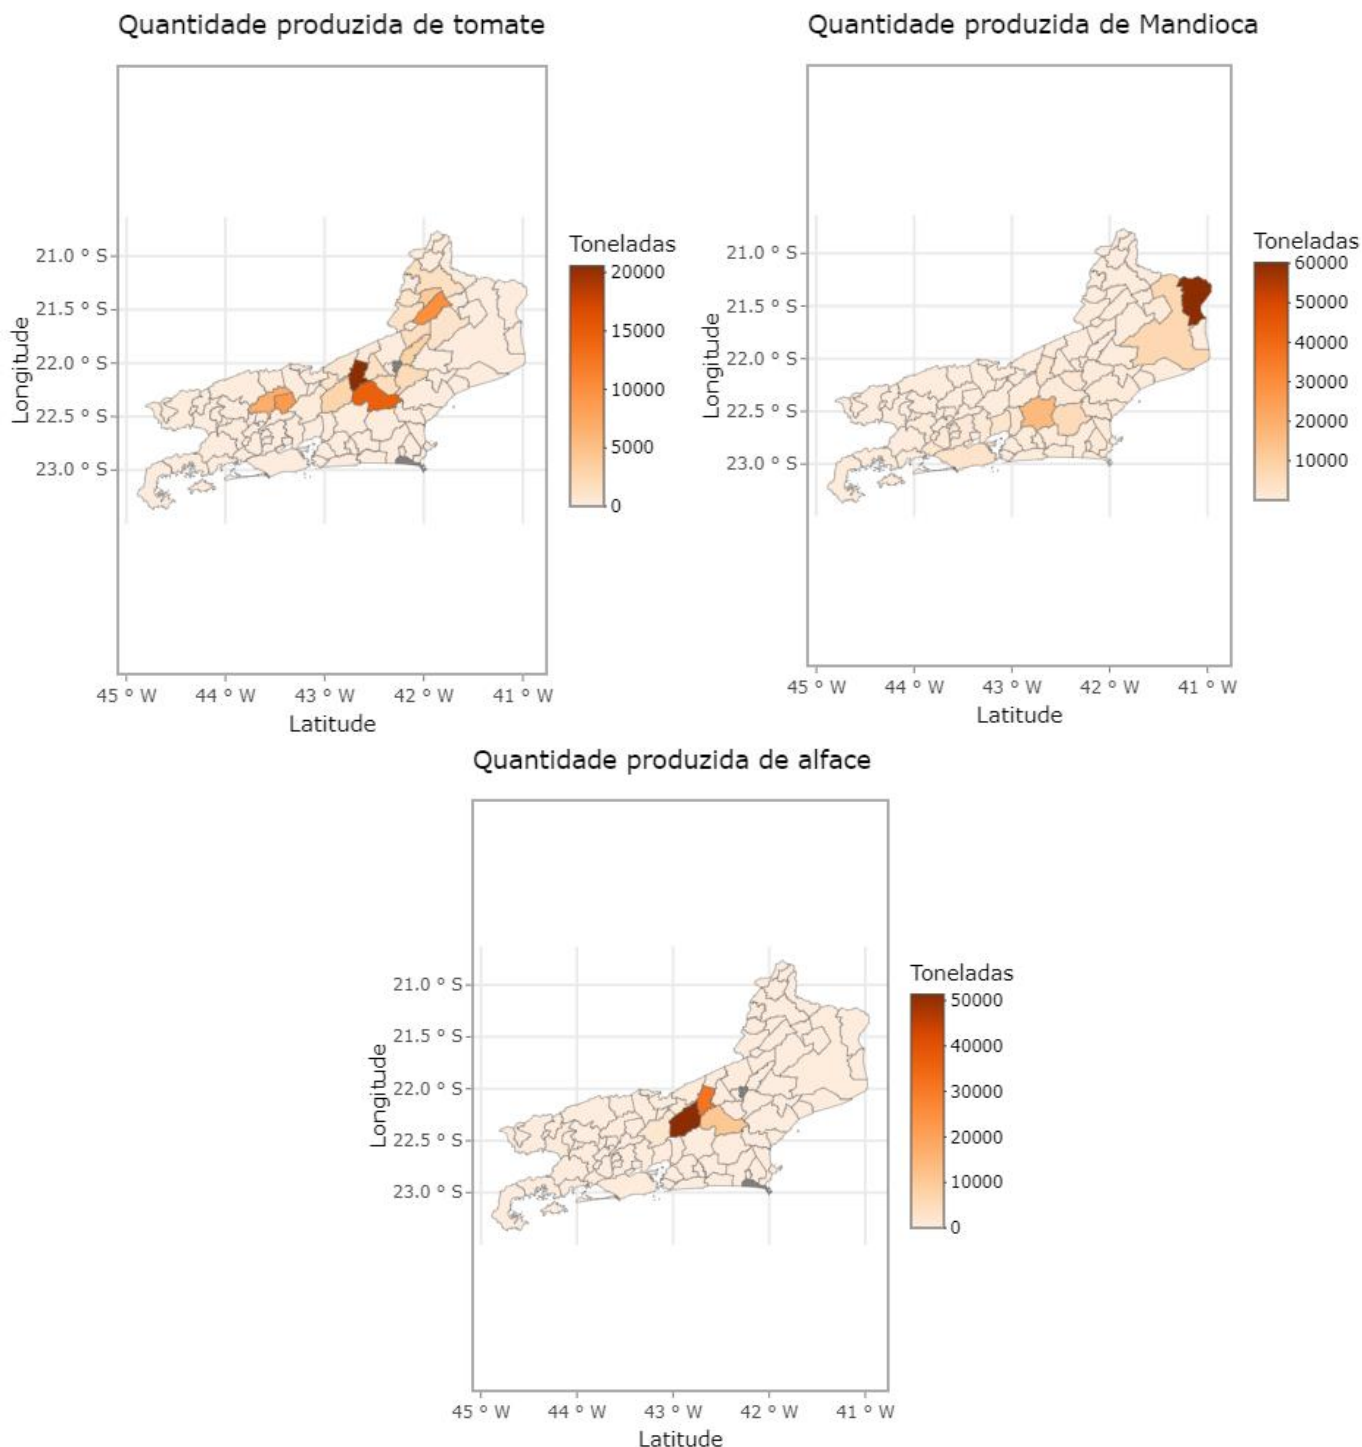 Quantidade produzida de tomate
Toneladas
20000
15000
10000
5000
0
21.0 ° S
21.5 ° S
22.0 ° S
22.5 ° S
23.0 ° S
Longitude
45 ° W 44 ° W 43 ° W 42 ° W 41 ° W
Latitude
Quantidade produzida de Mandioca
Toneladas
60000
50000
40000
30000
20000
10000
21.0 ° S
21.5 ° S
22.0 ° S
22.5 ° S
23.0 ° S
Longitude
45 ° W 44 ° W 43 ° W 42 ° W 41 ° W
Latitude
Quantidade produzida de alface
Toneladas
50000
40000
30000
20000
10000
0
21.0 ° S
21.5 ° S
22.0 ° S
22.5 ° S
23.0 ° S
Longitude
45 ° W 44 ° W 43 ° W 42 ° W 41 ° W
Latitude